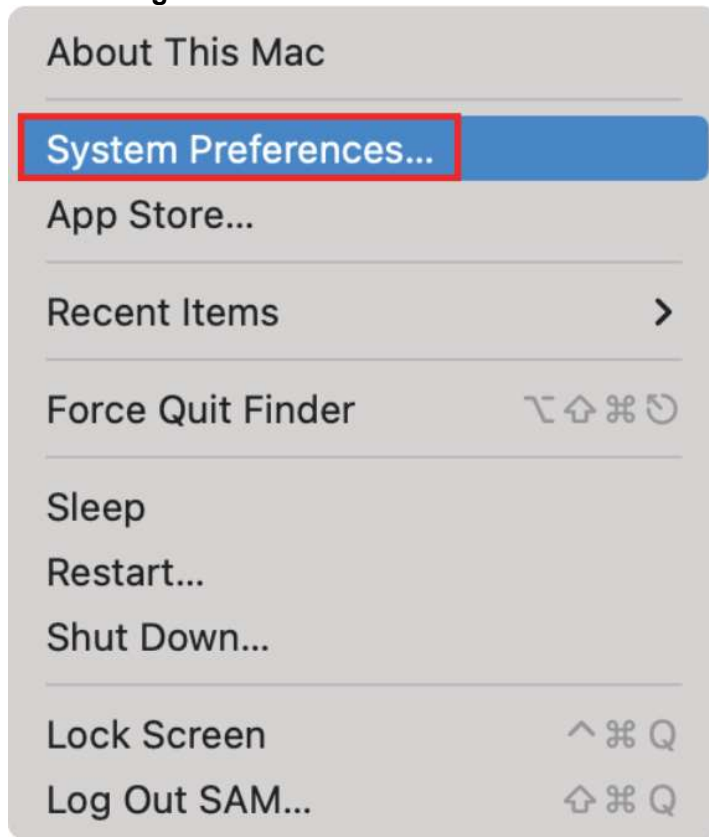 About This Mac
System Preferences...
App Store...
Recent Items >
Force Quit Finder ⌥⇧⌘⎋
Sleep
Restart...
Shut Down...
Lock Screen ^⌘Q
Log Out SAM... ⇧⌘Q